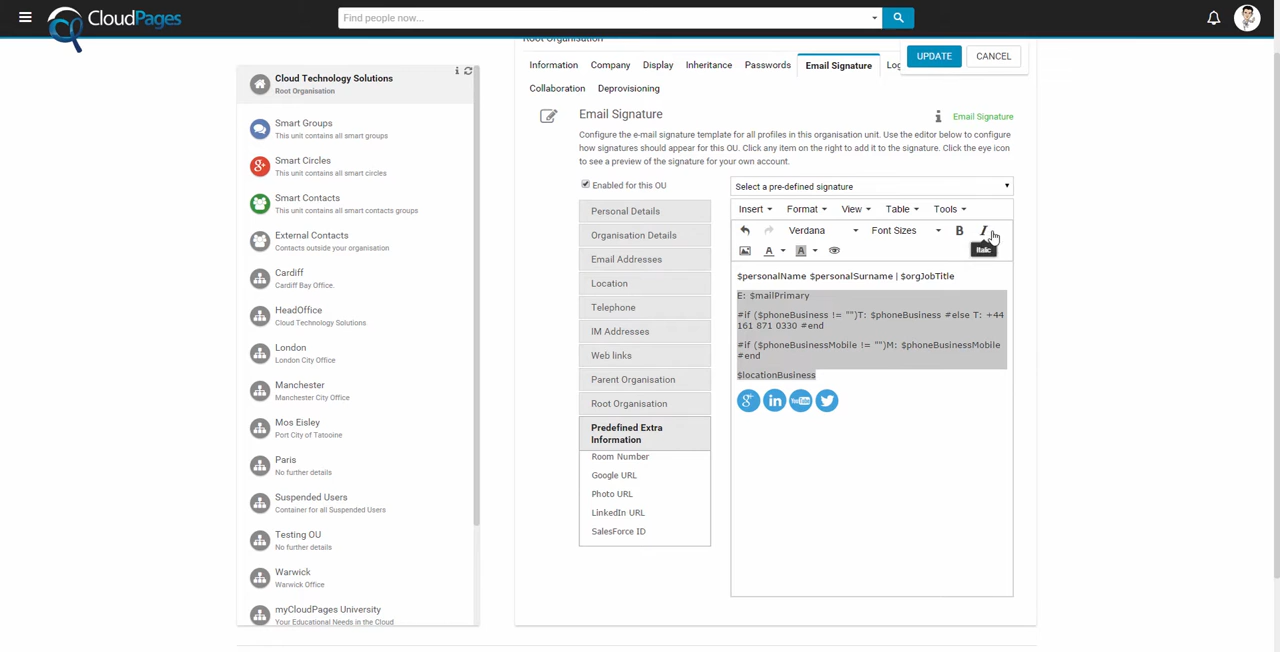 CloudPages
Find people now...
Root Organisation
UPDATE
CANCEL
Cloud Technology Solutions
Root Organisation
Smart Groups
This unit contains all smart groups
Smart Circles
This unit contains all smart circles
Smart Contacts
This unit contains all smart contacts groups
External Contacts
Contacts outside your organisation
Cardiff
Cardiff Bay Office.
HeadOffice
Cloud Technology Solutions
London
London City Office
Manchester
Manchester City Office
Mos Eisley
Port City of Tatooine
Paris
No further details
Suspended Users
Container for all Suspended Users
Testing OU
No further details
Warwick
Warwick Office
myCloudPages University
Your Educational Needs in the Cloud
Information Company Display Inheritance Passwords Email Signature Log
Collaboration Deprovisioning
Email Signature
Email Signature
Configure the e-mail signature template for all profiles in this organisation unit. Use the editor below to configure
how signatures should appear for this OU. Click any item on the right to add it to the signature. Click the eye icon
to see a preview of the signature for your own account.
Enabled for this OU
Personal Details
Organisation Details
Email Addresses
Location
Telephone
IM Addresses
Web links
Parent Organisation
Root Organisation
Predefined Extra
Information
Room Number
Google URL
Photo URL
LinkedIn URL
SalesForce ID
Select a pre-defined signature
Insert Format View Table Tools
Verdana Font Sizes B I
A A
Italic
$personalName $personalSurname | $orgJobTitle
E: $mailPrimary
#if ($phoneBusiness != "")T: $phoneBusiness #else T: +44
161 871 0330 #end
#if ($phoneBusinessMobile != "")M: $phoneBusinessMobile
#end
$locationBusiness
g+ in YouTube